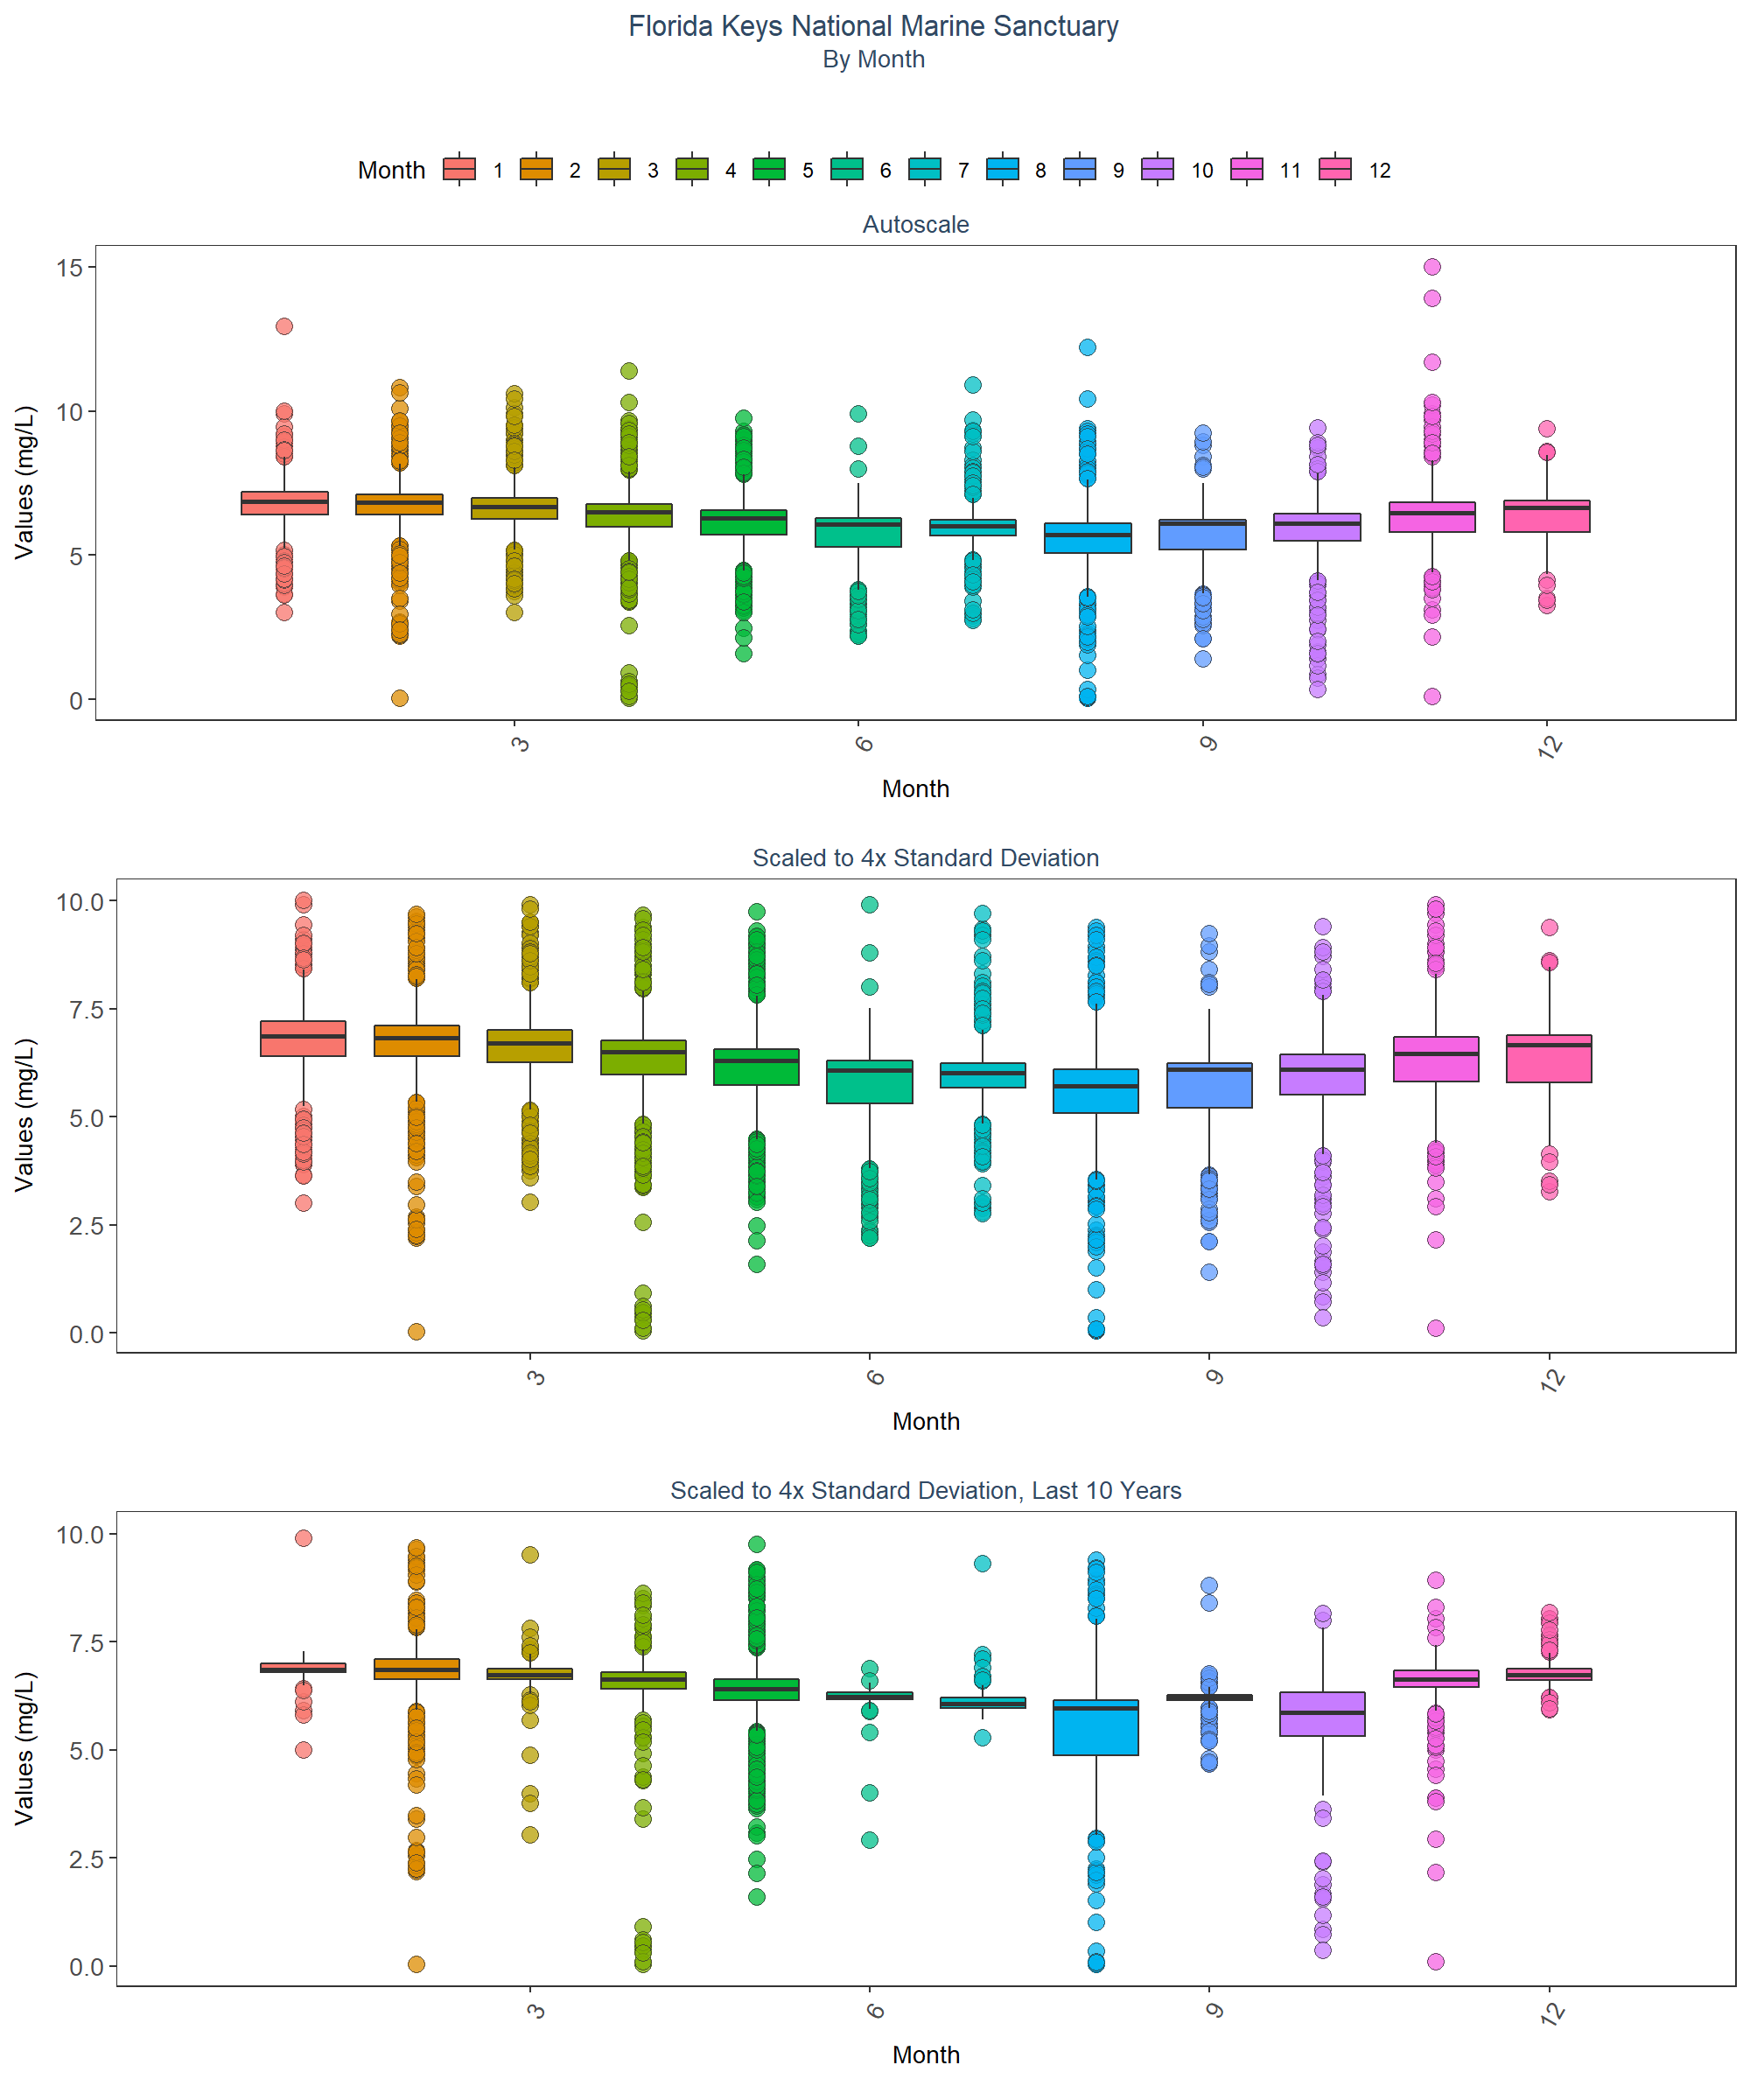 Florida Keys National Marine Sanctuary
By Month
Month 1 2 3 4 5 6 7 8 9 10 11 12
Autoscale
Values (mg/L)
15
10
5
0
3 6 9 12
Month
Scaled to 4x Standard Deviation
Values (mg/L)
10.0
7.5
5.0
2.5
0.0
3 6 9 12
Month
Scaled to 4x Standard Deviation, Last 10 Years
Values (mg/L)
10.0
7.5
5.0
2.5
0.0
3 6 9 12
Month